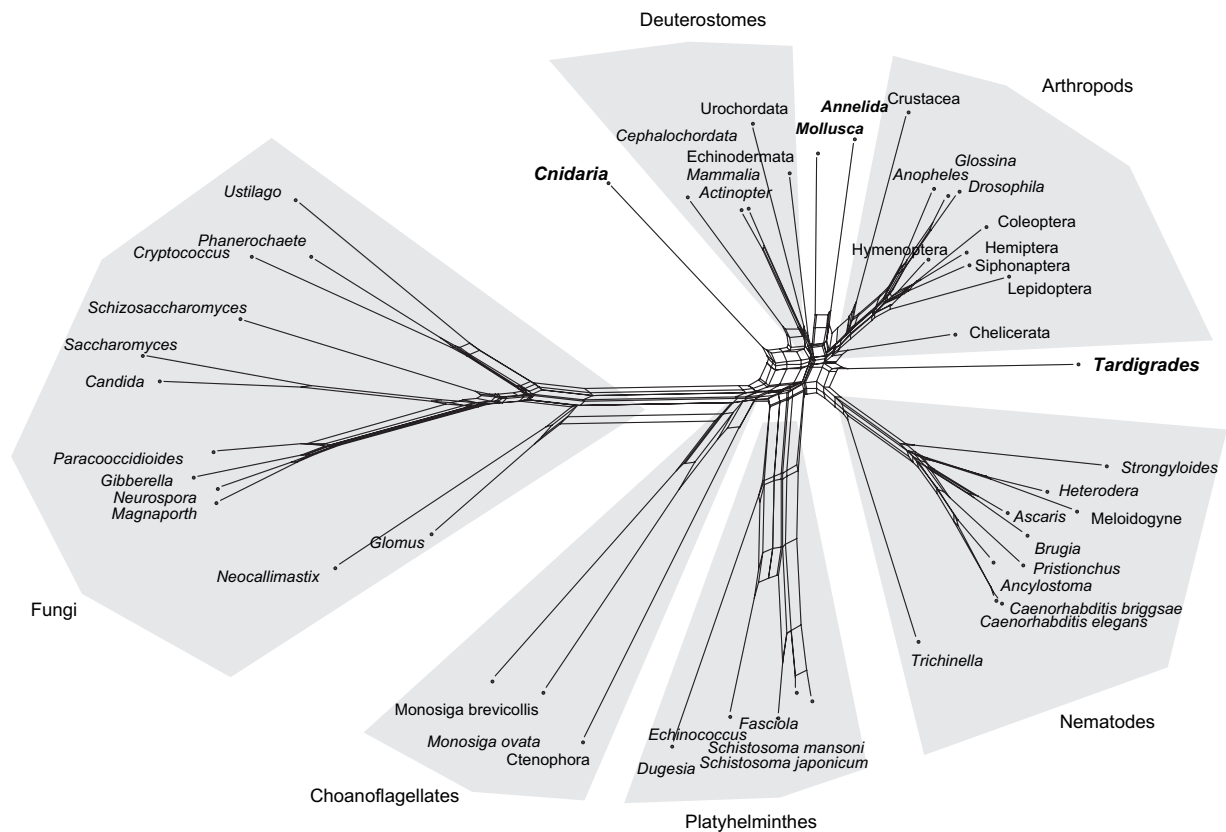 Deuterostomes
Arthropods
Urochordata
Annelida
Crustacea
Cephalochordata
Mollusca
Echinodermata
Mammalia
Actinopter
Cnidaria
Glossina
Anopheles
Drosophila
Coleoptera
Hymenoptera
Hemiptera
Siphonaptera
Lepidoptera
Chelicerata
Tardigrades
Ustilago
Phanerochaete
Cryptococcus
Schizosaccharomyces
Saccharomyces
Candida
Paracooccidioides
Gibberella
Neurospora
Magnaporth
Glomus
Neocallimastix
Fungi
Strongyloides
Heterodera
Meloidogyne
Ascaris
Brugia
Pristionchus
Ancylostoma
Caenorhabditis briggsae
Caenorhabditis elegans
Trichinella
Nematodes
Monosiga brevicollis
Monosiga ovata
Ctenophora
Choanoflagellates
Fasciola
Echinococcus
Schistosoma mansoni
Schistosoma japonicum
Dugesia
Platyhelminthes